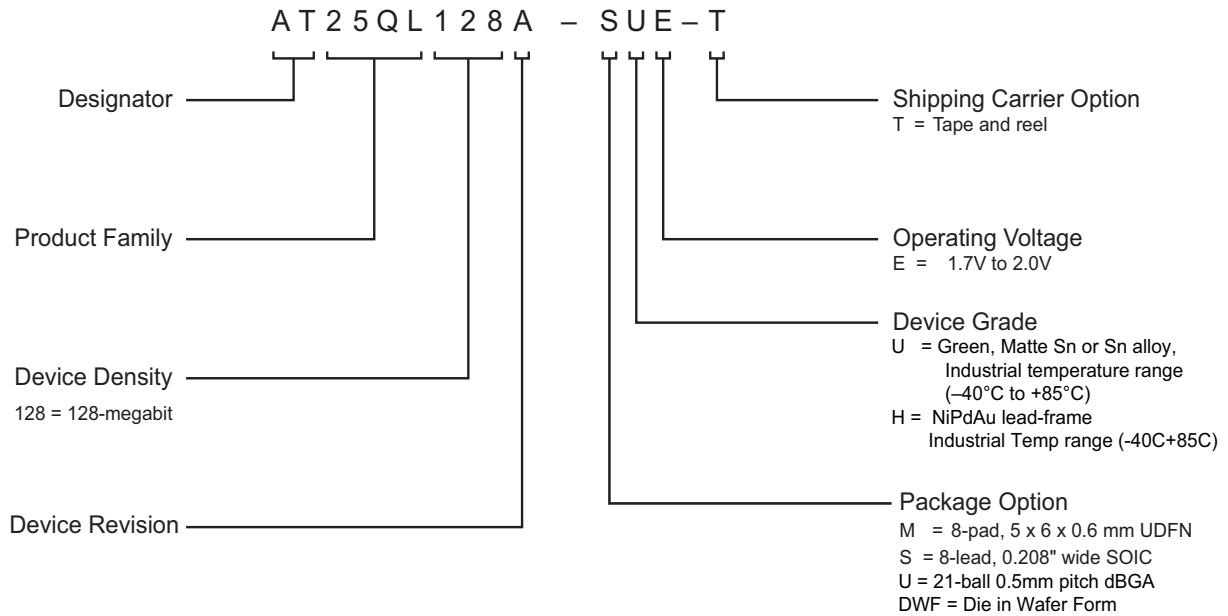 AT25QL128A – SUE–T
Designator
Product Family
Device Density
128 = 128-megabit
Device Revision
Shipping Carrier Option
T = Tape and reel
Operating Voltage
E = 1.7V to 2.0V
Device Grade
U = Green, Matte Sn or Sn alloy,
Industrial temperature range
(–40°C to +85°C)
H = NiPdAu lead-frame
Industrial Temp range (-40C+85C)
Package Option
M = 8-pad, 5 x 6 x 0.6 mm UDFN
S = 8-lead, 0.208" wide SOIC
U = 21-ball 0.5mm pitch dBGA
DWF = Die in Wafer Form